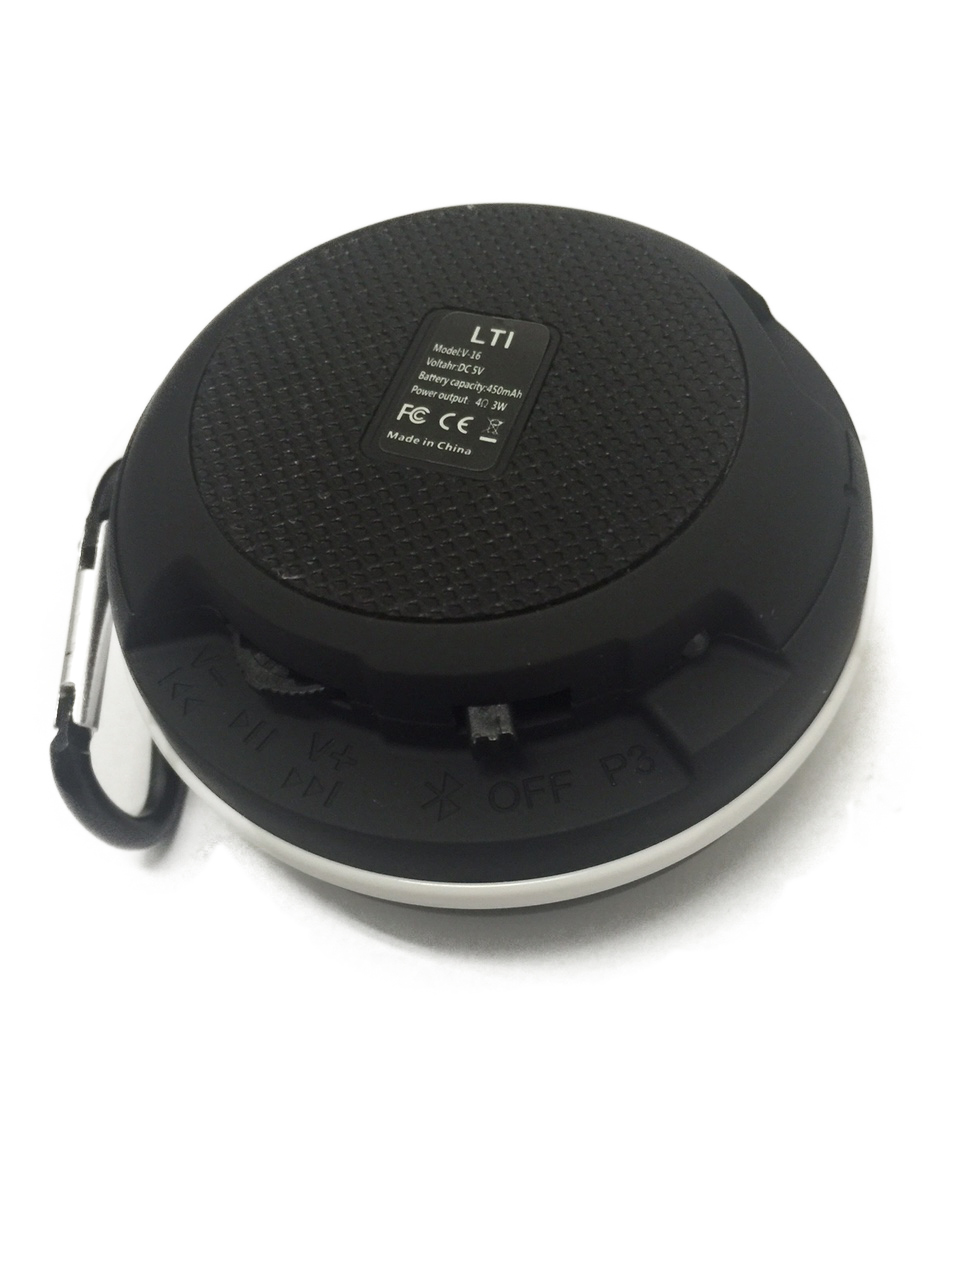 LTI
Model:V-16
Voltahr:DC 5V
Battery capacity:450mAh
Power output 4Ω 3W
FC CE
Made in China
V-
V+
OFF P3